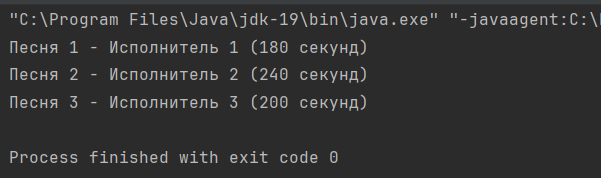 "C:\Program Files\Java\jdk-19\bin\java.exe" "-javaagent:C:\
Песня 1 - Исполнитель 1 (180 секунд)
Песня 2 - Исполнитель 2 (240 секунд)
Песня 3 - Исполнитель 3 (200 секунд)
Process finished with exit code 0